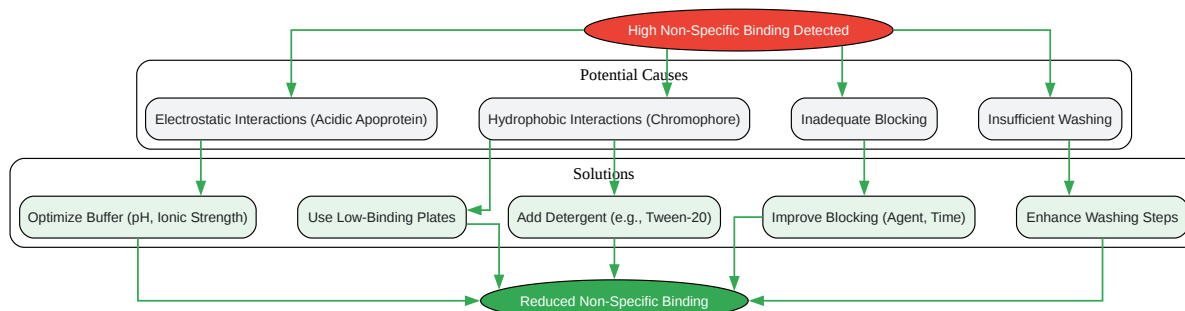 High Non-Specific Binding Detected
Potential Causes
Electrostatic Interactions (Acidic Apoprotein)
Hydrophobic Interactions (Chromophore)
Inadequate Blocking
Insufficient Washing
Solutions
Optimize Buffer (pH, Ionic Strength)
Use Low-Binding Plates
Add Detergent (e.g., Tween-20)
Improve Blocking (Agent, Time)
Enhance Washing Steps
Reduced Non-Specific Binding